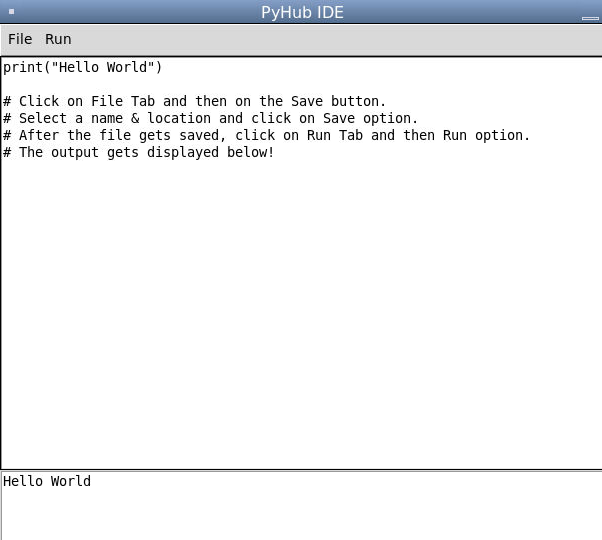 PyHub IDE
File Run
print("Hello World")
# Click on File Tab and then on the Save button.
# Select a name & location and click on Save option.
# After the file gets saved, click on Run Tab and then Run option.
# The output gets displayed below!
Hello World